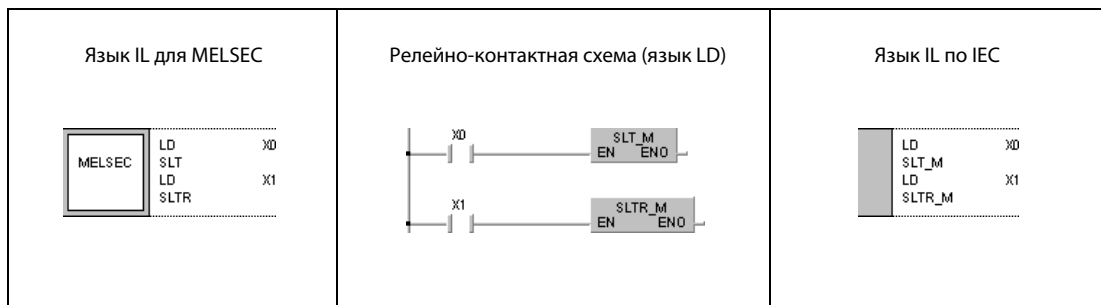 Язык IL для MELSEC
MELSEC
LD X0
SLT
LD X1
SLTR
Релейно-контактная схема (язык LD)
X0
SLT_M
EN ENO
X1
SLTR_M
EN ENO
Язык IL по IEC
LD X0
SLT_M
LD X1
SLTR_M